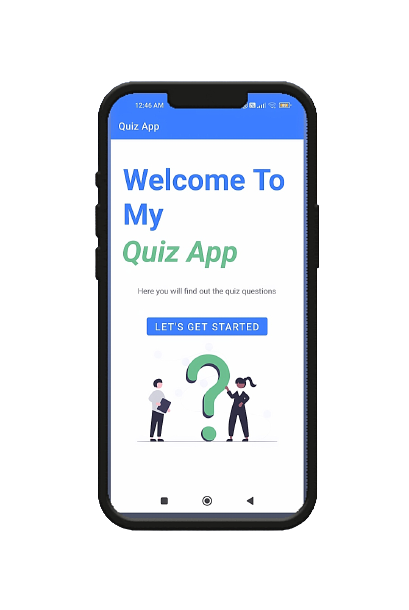 12:46 AM
Quiz App
Welcome To
My
Quiz App
Here you will find out the quiz questions
LET'S GET STARTED